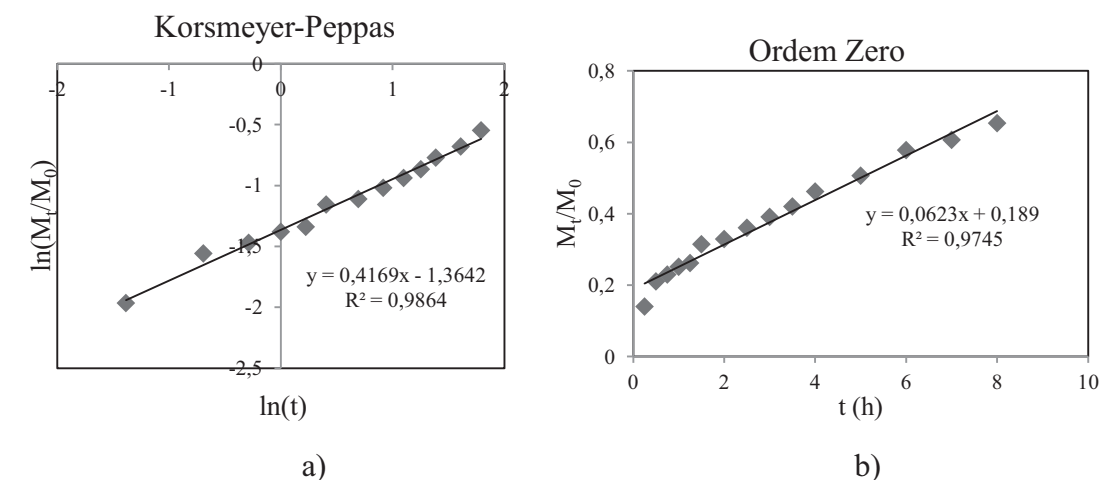 Korsmeyer-Peppas
0
-2
-1
0
1
2
-0,5
-1
-1,5
-2
-2,5
ln(Mt/M0)
y = 0,4169x - 1,3642
R² = 0,9864
ln(t)
a)
Ordem Zero
0,8
0,6
0,4
0,2
0
Mt/M0
y = 0,0623x + 0,189
R² = 0,9745
0
2
4
6
8
10
t (h)
b)